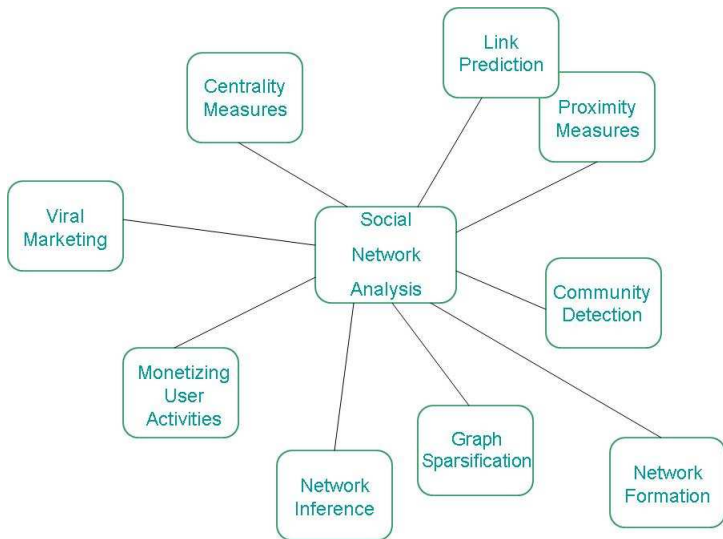 Link
Prediction
Centrality
Measures
Proximity
Measures
Viral
Marketing
Social
Network
Analysis
Community
Detection
Monetizing
User
Activities
Graph
Sparsification
Network
Inference
Network
Formation